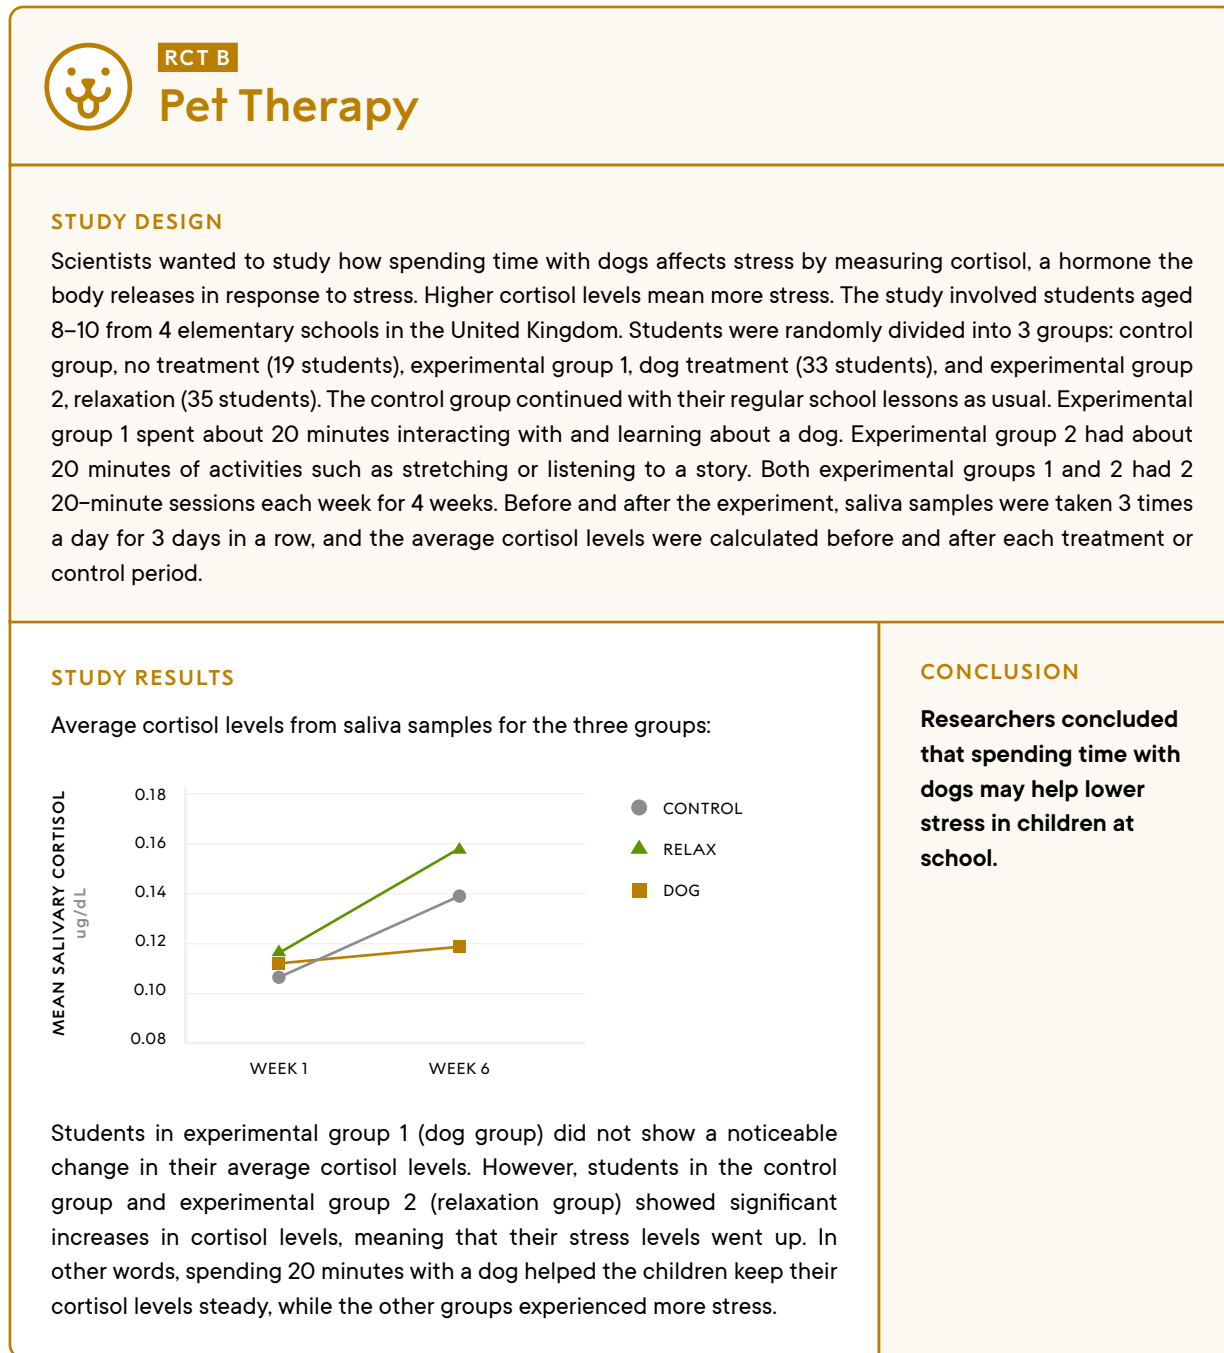 RCT B
Pet Therapy
STUDY DESIGN
Scientists wanted to study how spending time with dogs affects stress by measuring cortisol, a hormone the
body releases in response to stress. Higher cortisol levels mean more stress. The study involved students aged
8–10 from 4 elementary schools in the United Kingdom. Students were randomly divided into 3 groups: control
group, no treatment (19 students), experimental group 1, dog treatment (33 students), and experimental group
2, relaxation (35 students). The control group continued with their regular school lessons as usual. Experimental
group 1 spent about 20 minutes interacting with and learning about a dog. Experimental group 2 had about
20 minutes of activities such as stretching or listening to a story. Both experimental groups 1 and 2 had 2
20–minute sessions each week for 4 weeks. Before and after the experiment, saliva samples were taken 3 times
a day for 3 days in a row, and the average cortisol levels were calculated before and after each treatment or
control period.
STUDY RESULTS
Average cortisol levels from saliva samples for the three groups:
MEAN SALIVARY CORTISOL
ug/dL
0.18
0.16
0.14
0.12
0.10
0.08
WEEK 1
WEEK 6
CONTROL
RELAX
DOG
Students in experimental group 1 (dog group) did not show a noticeable
change in their average cortisol levels. However, students in the control
group and experimental group 2 (relaxation group) showed significant
increases in cortisol levels, meaning that their stress levels went up. In
other words, spending 20 minutes with a dog helped the children keep their
cortisol levels steady, while the other groups experienced more stress.
CONCLUSION
Researchers concluded
that spending time with
dogs may help lower
stress in children at
school.